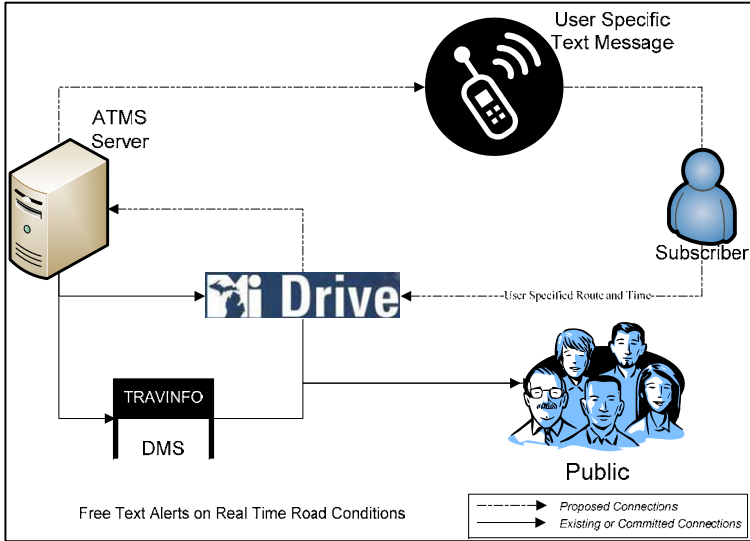 User Specific
Text Message
ATMS
Server
Subscriber
Mi Drive
User Specified Route and Time
TRAVINFO
DMS
Public
Free Text Alerts on Real Time Road Conditions
Proposed Connections
Existing or Committed Connections